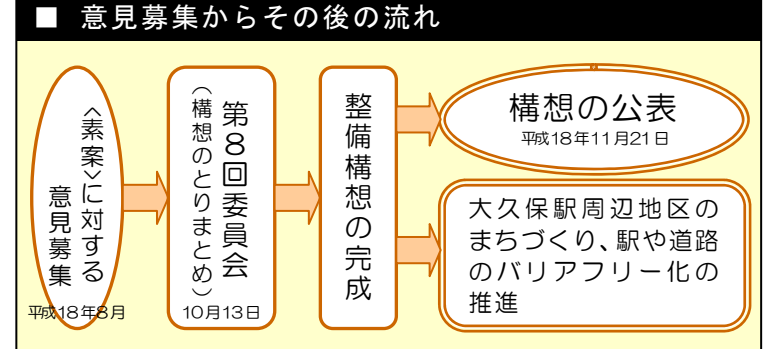 ■ 意見募集からその後の流れ
<素案>に対する
意見募集
平成18年8月
第8回委員会
(構想のとりまとめ)
10月13日
整備構想の完成
構想の公表
平成18年11月21日
大久保駅周辺地区の
まちづくり、駅や道路
のバリアフリー化の
推進